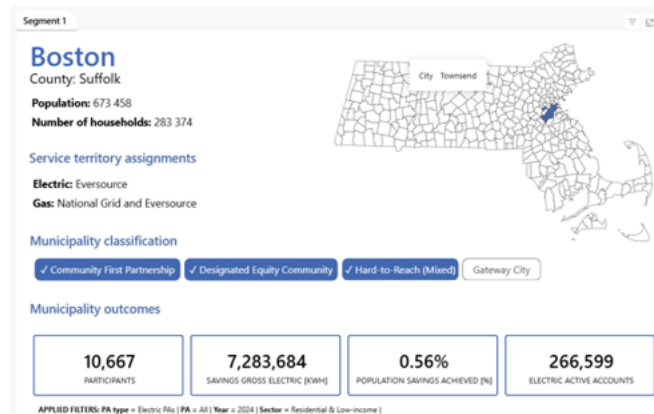 Segment 1
Boston
County: Suffolk
Population: 673 458
Number of households: 283 374
City Townsend
Service territory assignments
Electric: Eversource
Gas: National Grid and Eversource
Municipality classification
✓ Community First Partnership ✓ Designated Equity Community ✓ Hard-to-Reach (Mixed) Gateway City
Municipality outcomes
10,667 7,283,684 0.56% 266,599
PARTICIPANTS SAVINGS GROSS ELECTRIC [KWH] POPULATION SAVINGS ACHIEVED [%] ELECTRIC ACTIVE ACCOUNTS
APPLIED FILTERS: PA type = Electric PAs | PA = All | Year = 2024 | Sector = Residential & Low-income |